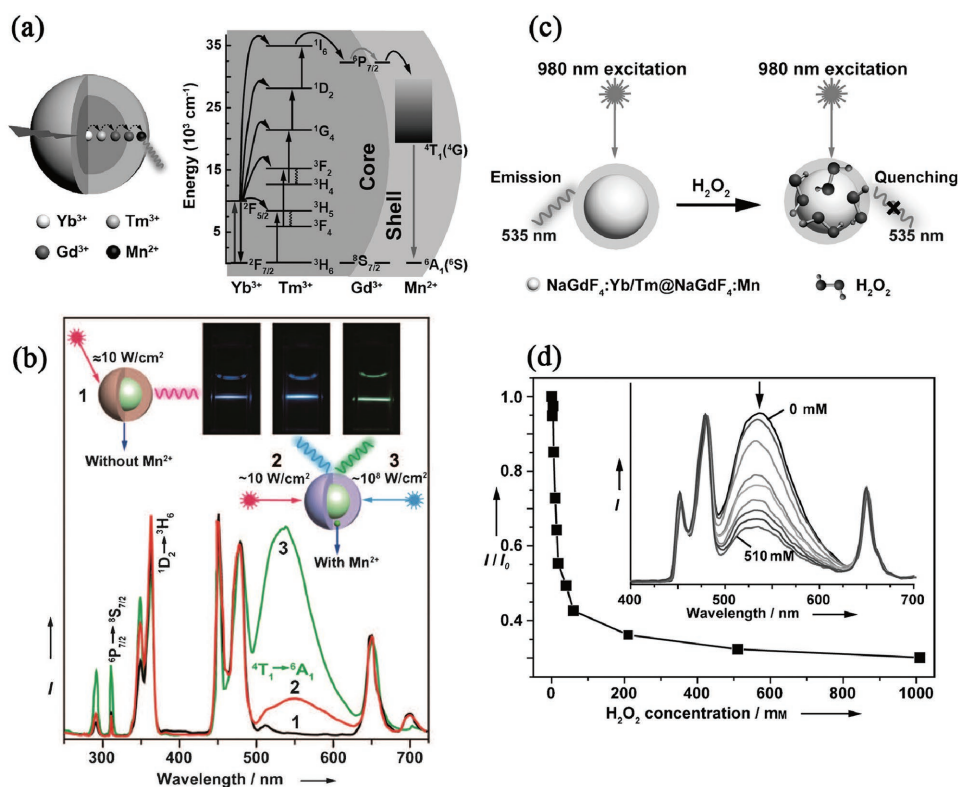 (a)
Yb³⁺
Tm³⁺
Gd³⁺
Mn²⁺
Energy (10³ cm⁻¹)
35
25
15
5
¹I₆
¹D₂
¹G₄
³F₂
³H₄
³H₅
³F₄
³H₆
²F₅/₂
²F₇/₂
⁶P₇/₂
⁸S₇/₂
⁴T₁(⁴G)
⁶A₁(⁶S)
Core
Shell
Yb³⁺ Tm³⁺ Gd³⁺ Mn²⁺
(c)
980 nm excitation
980 nm excitation
Emission
535 nm
H₂O₂
Quenching
535 nm
NaGdF₄:Yb/Tm@NaGdF₄:Mn
H₂O₂
(b)
≈10 W/cm²
1
Without Mn²⁺
2
~10 W/cm²
3
~10⁸ W/cm²
With Mn²⁺
⁶P₇/₂→⁸S₇/₂
¹D₂→³H₆
⁴T₁→⁶A₁
3
2
1
I
300 400 500 600 700
Wavelength / nm
(d)
1.0
0.8
0.6
0.4
I / I₀
0 200 400 600 800 1000
H₂O₂ concentration / mM
0 mM
510 mM
I
400 500 600 700
Wavelength / nm